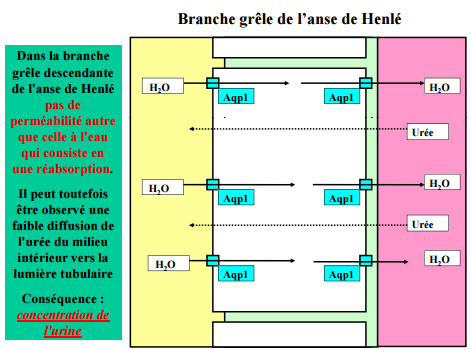 Branche grêle de l'anse de Henlé
Dans la branche
grêle descendante
de l'anse de Henlé
pas de
perméabilité autre
que celle à l'eau
qui consiste en
une réabsorption.
Il peut toutefois
être observé une
faible diffusion de
l'urée du milieu
intérieur vers la
lumière tubulaire
Conséquence :
concentration de
l'urine
H₂O
Aqp1
Aqp1
H₂O
Urée
H₂O
Aqp1
Aqp1
H₂O
Urée
H₂O
Aqp1
Aqp1
H₂O